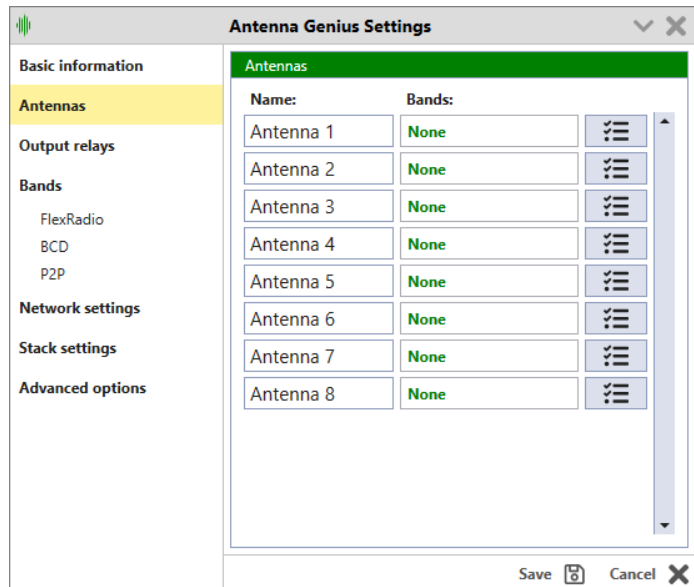 Antenna Genius Settings
Basic information
Antennas
Output relays
Bands
FlexRadio
BCD
P2P
Network settings
Stack settings
Advanced options
Antennas
Name: Bands:
Antenna 1 None
Antenna 2 None
Antenna 3 None
Antenna 4 None
Antenna 5 None
Antenna 6 None
Antenna 7 None
Antenna 8 None
Save Cancel